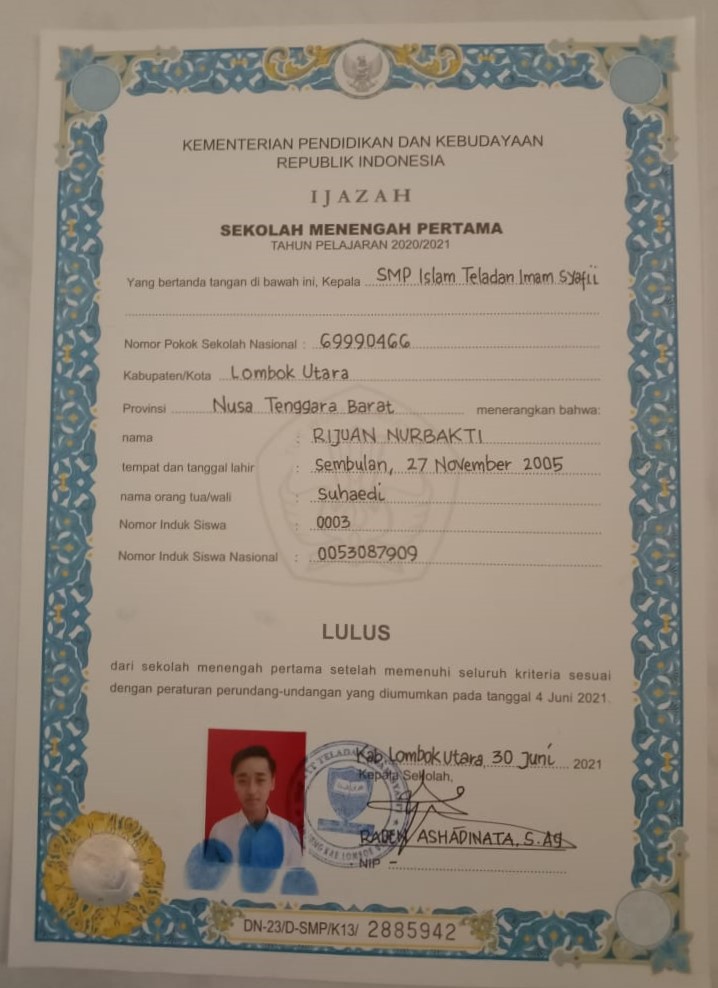 KEMENTERIAN PENDIDIKAN DAN KEBUDAYAAN
REPUBLIK INDONESIA
IJAZAH
SEKOLAH MENENGAH PERTAMA
TAHUN PELAJARAN 2020/2021
Yang bertanda tangan di bawah ini, Kepala SMP Islam Teladan Imam Syafii
Nomor Pokok Sekolah Nasional : 69990466
Kabupaten/Kota Lombok Utara
Provinsi Nusa Tenggara Barat menerangkan bahwa:
nama : RIJUAN NURBAKTI
tempat dan tanggal lahir : Sembulan, 27 November 2005
nama orang tua/wali : Suhaedi
Nomor Induk Siswa : 0003
Nomor Induk Siswa Nasional : 0053087909
LULUS
dari sekolah menengah pertama setelah memenuhi seluruh kriteria sesuai
dengan peraturan perundang-undangan yang diumumkan pada tanggal 4 Juni 2021.
Kab. Lombok Utara, 30 Juni 2021
Kepala Sekolah,
RADEN ASHADINATA, S.Ag
NIP -
DN-23/D-SMP/K13/ 2885942